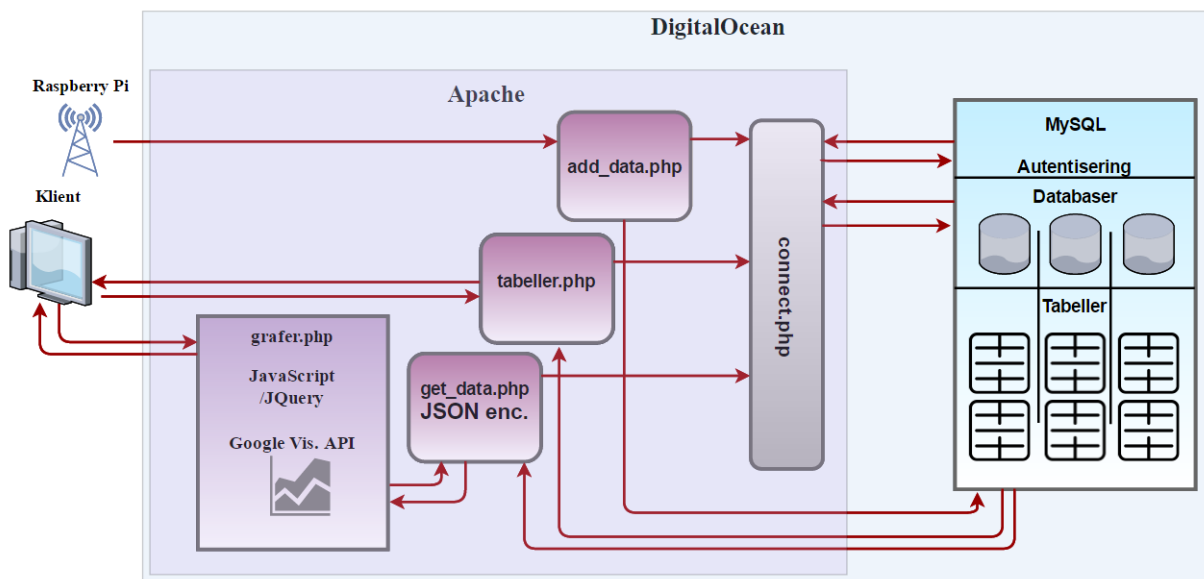 DigitalOcean
Raspberry Pi
Apache
MySQL
add_data.php
Autentisering
Klient
Databaser
connect.php
tabeller.php
Tabeller
grafer.php
JavaScript
/JQuery
get_data.php
JSON enc.
Google Vis. API